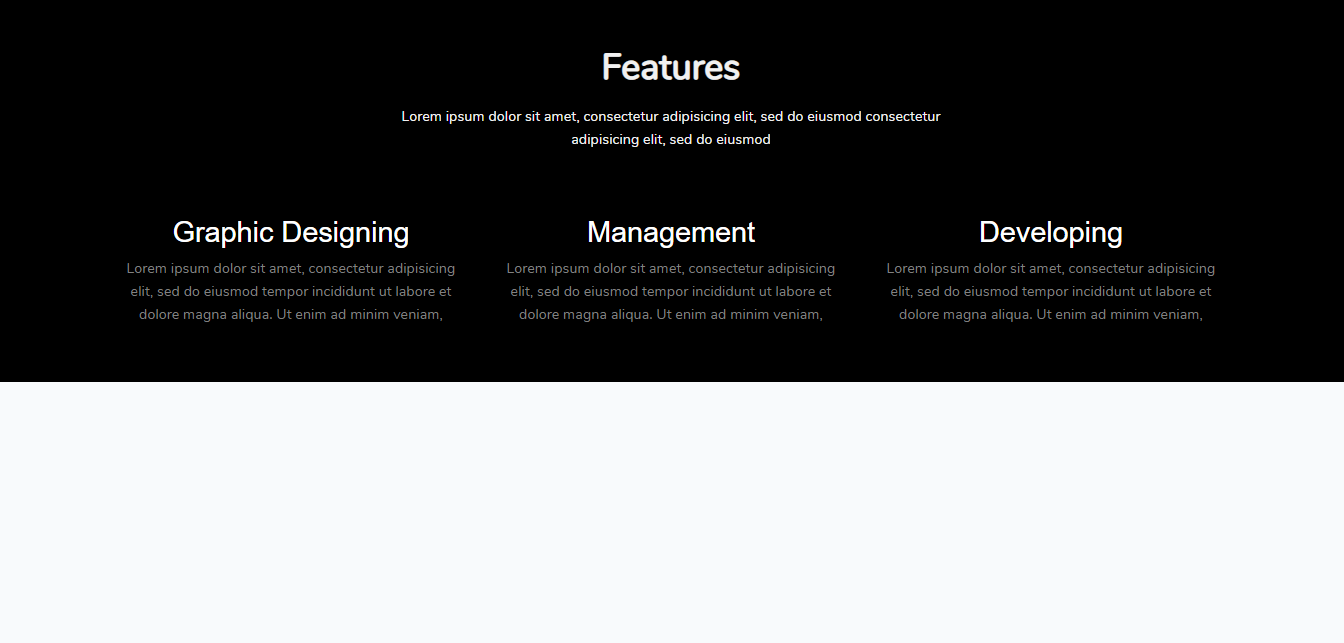 Features
Lorem ipsum dolor sit amet, consectetur adipisicing elit, sed do eiusmod consectetur
adipisicing elit, sed do eiusmod
Graphic Designing
Lorem ipsum dolor sit amet, consectetur adipisicing
elit, sed do eiusmod tempor incididunt ut labore et
dolore magna aliqua. Ut enim ad minim veniam,
Management
Lorem ipsum dolor sit amet, consectetur adipisicing
elit, sed do eiusmod tempor incididunt ut labore et
dolore magna aliqua. Ut enim ad minim veniam,
Developing
Lorem ipsum dolor sit amet, consectetur adipisicing
elit, sed do eiusmod tempor incididunt ut labore et
dolore magna aliqua. Ut enim ad minim veniam,